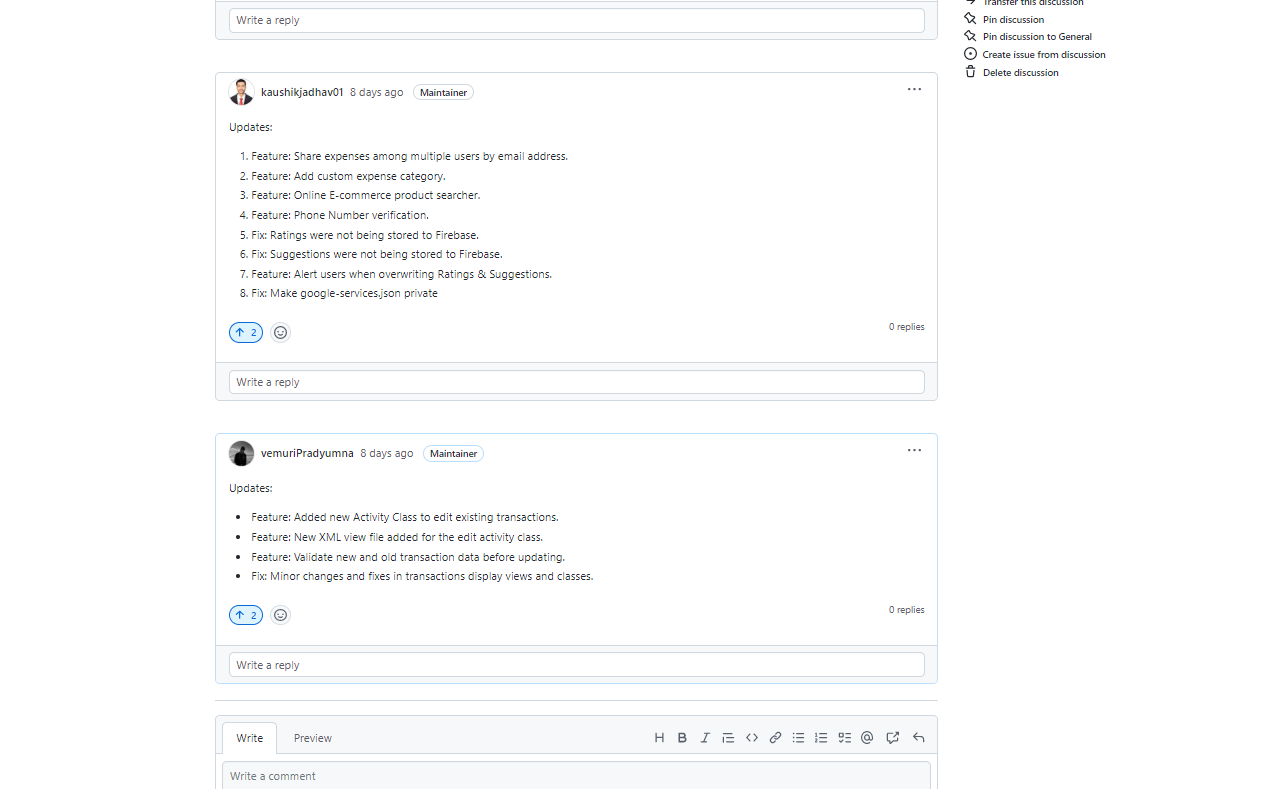 Write a reply
Transfer this discussion
Pin discussion
Pin discussion to General
Create issue from discussion
Delete discussion
kaushikjadhav01 8 days ago Maintainer
Updates:
1. Feature: Share expenses among multiple users by email address.
2. Feature: Add custom expense category.
3. Feature: Online E-commerce product searcher.
4. Feature: Phone Number verification.
5. Fix: Ratings were not being stored to Firebase.
6. Fix: Suggestions were not being stored to Firebase.
7. Feature: Alert users when overwriting Ratings & Suggestions.
8. Fix: Make google-services.json private
2
0 replies
Write a reply
vemuriPradyumna 8 days ago Maintainer
Updates:
• Feature: Added new Activity Class to edit existing transactions.
• Feature: New XML view file added for the edit activity class.
• Feature: Validate new and old transaction data before updating.
• Fix: Minor changes and fixes in transactions display views and classes.
2
0 replies
Write a reply
Write Preview
Write a comment